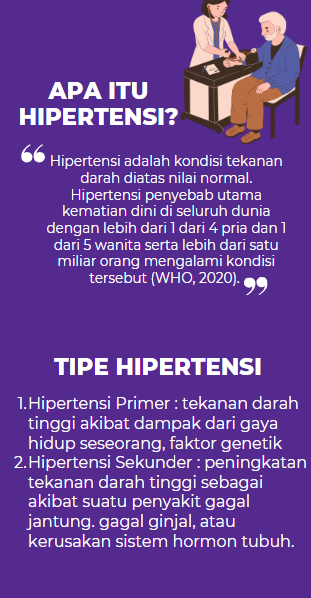 APA ITU
HIPERTENSI?
“Hipertensi adalah kondisi tekanan
darah diatas nilai normal.
Hipertensi penyebab utama
kematian dini di seluruh dunia
dengan lebih dari 1 dari 4 pria dan 1
dari 5 wanita serta lebih dari satu
miliar orang mengalami kondisi
tersebut (WHO, 2020).”
TIPE HIPERTENSI
1. Hipertensi Primer : tekanan darah
tinggi akibat dampak dari gaya
hidup seseorang, faktor genetik
2. Hipertensi Sekunder : peningkatan
tekanan darah tinggi sebagai
akibat suatu penyakit gagal
jantung. gagal ginjal, atau
kerusakan sistem hormon tubuh.